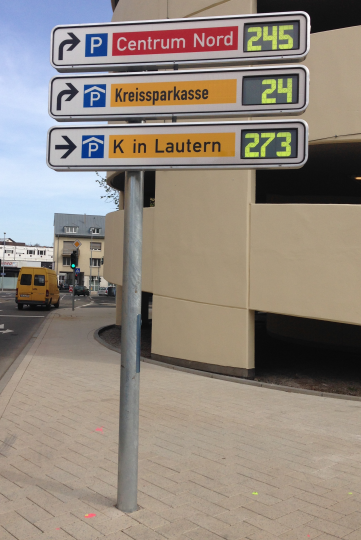 P Centrum Nord 245
P Kreissparkasse 24
P K in Lautern 273